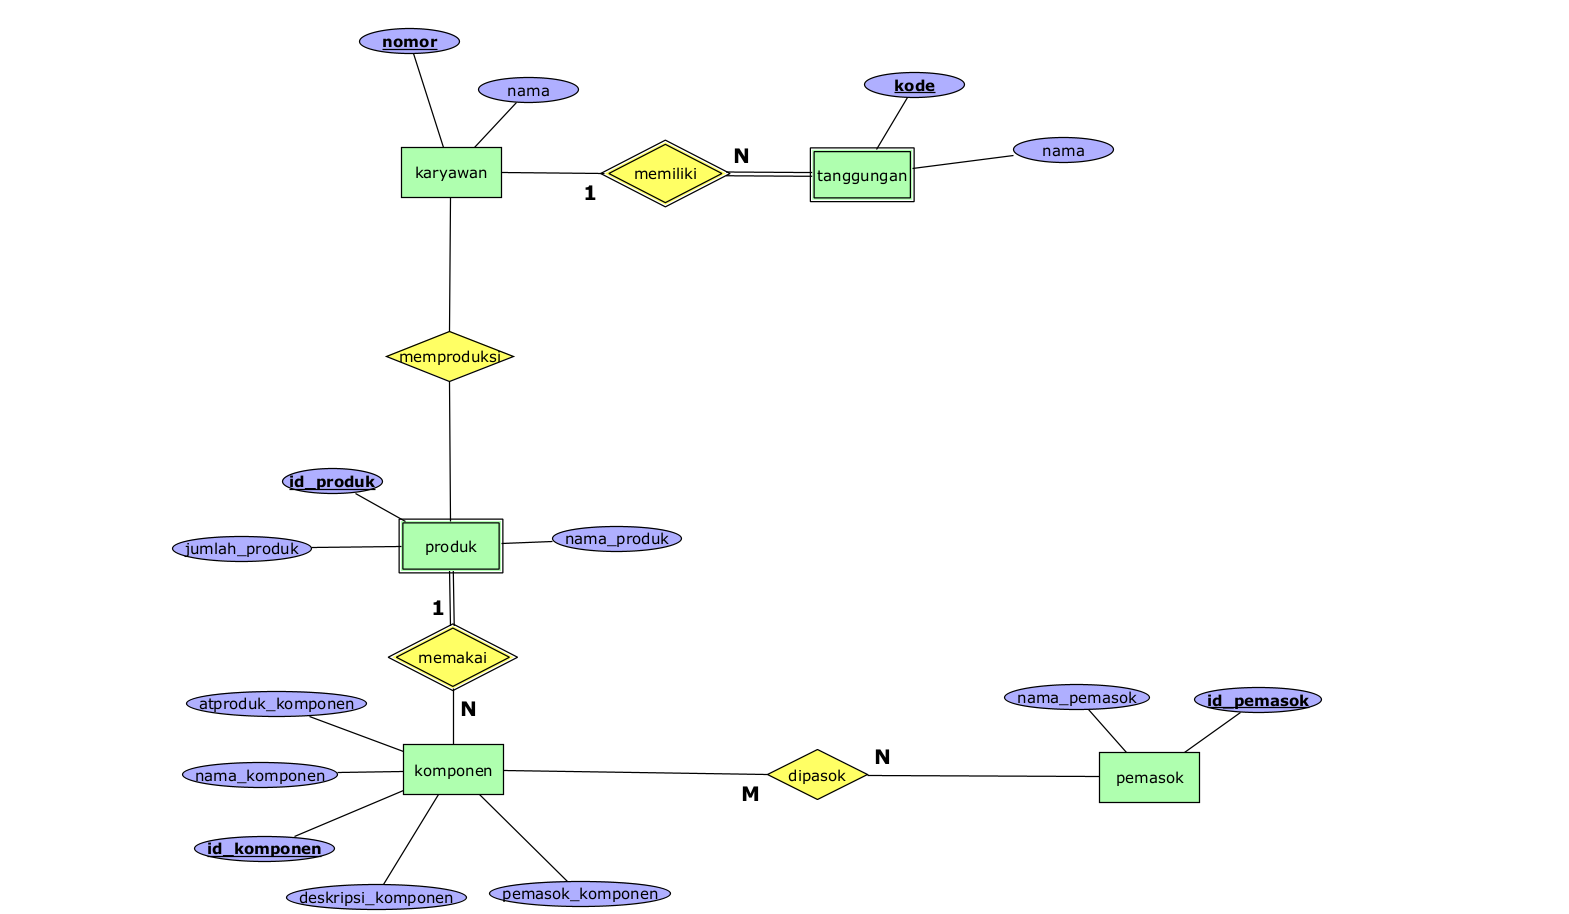 nomor
nama
kode
nama
karyawan
1
memiliki
N
tanggungan
memproduksi
id_produk
jumlah_produk
produk
nama_produk
1
memakai
N
atproduk_komponen
nama_komponen
komponen
id_komponen
deskripsi_komponen
pemasok_komponen
M
dipasok
N
nama_pemasok
id_pemasok
pemasok